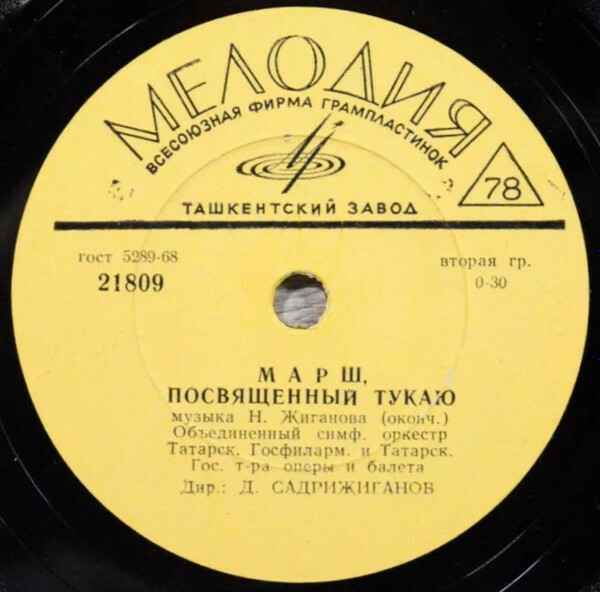 МЕЛОДИЯ
ВСЕСОЮЗНАЯ ФИРМА ГРАМПЛАСТИНОК
78
ТАШКЕНТСКИЙ ЗАВОД
гост 5289-68
вторая гр.
21809
0-30
МАРШ,
ПОСВЯЩЕННЫЙ ТУКАЮ
музыка Н. Жиганова (оконч.)
Объединенный симф. оркестр
Татарск. Госфиларм. и Татарск.
Гос. т-ра оперы и балета
Дир.: Д. САДРИЖИГАНОВ